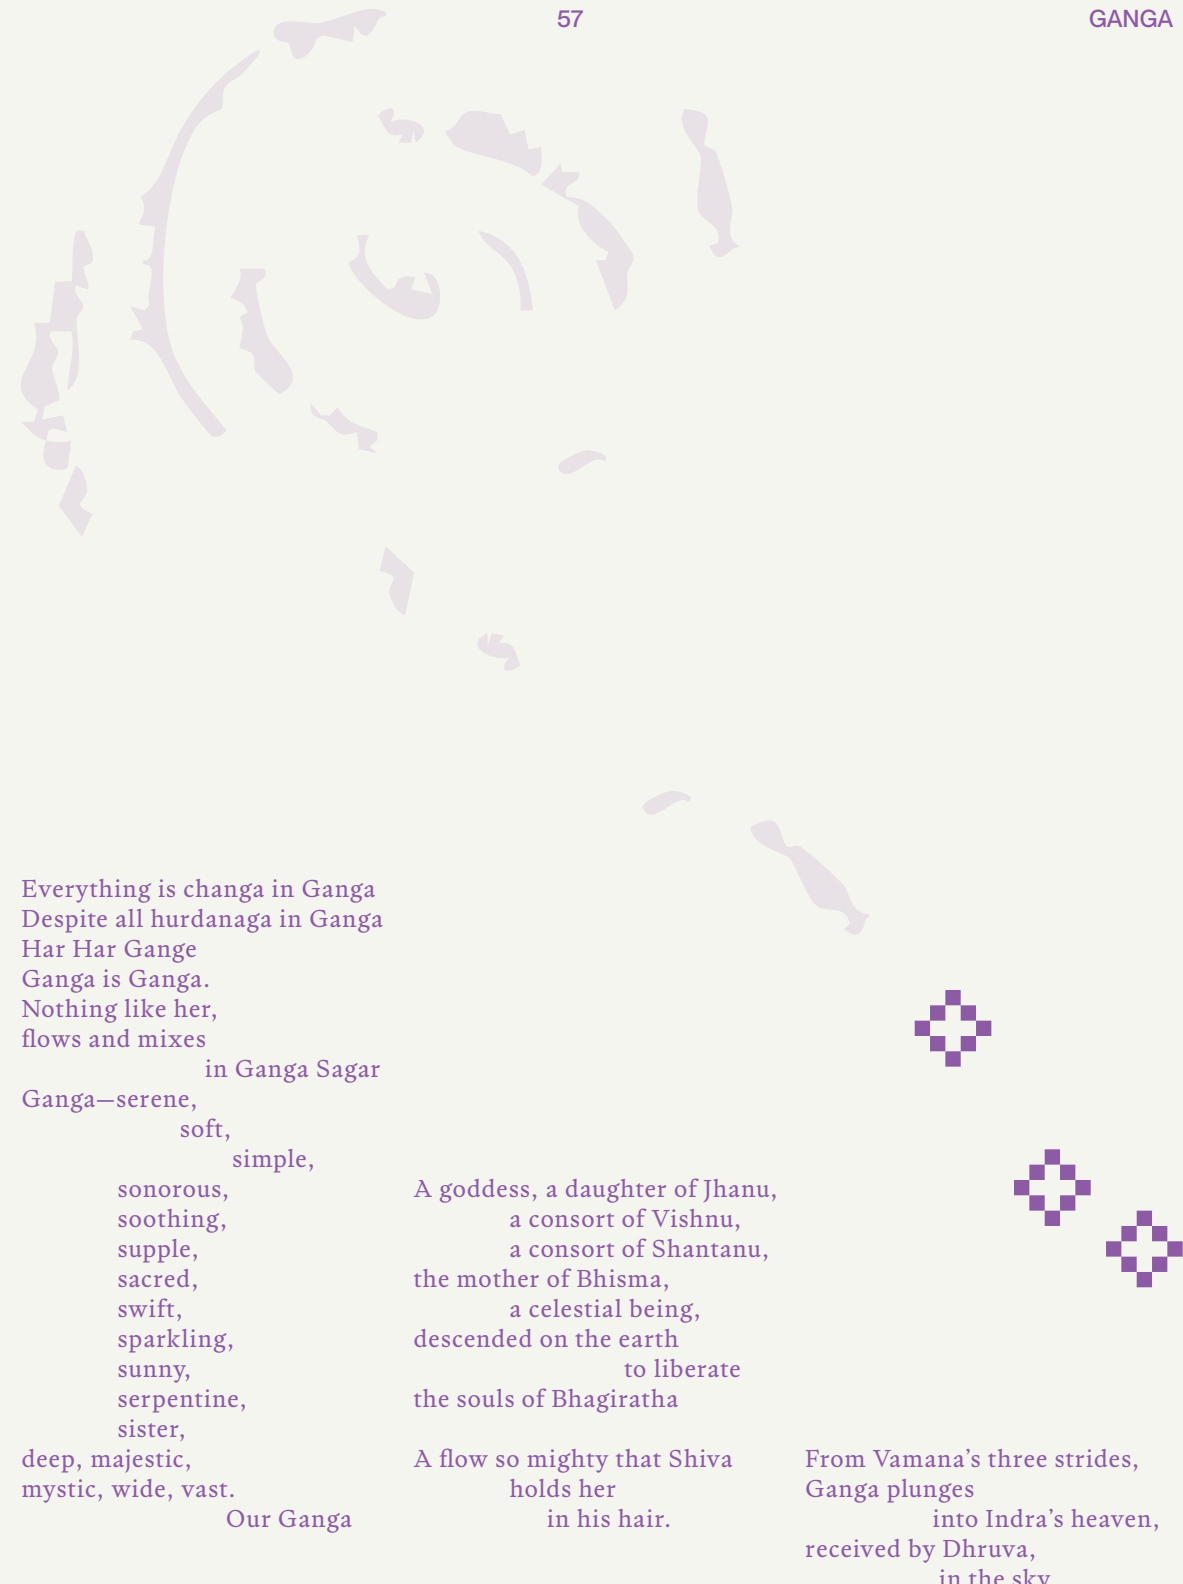 57
GANGA
Everything is changa in Ganga
Despite all hurdanaga in Ganga
Har Har Gange
Ganga is Ganga.
Nothing like her,
flows and mixes
in Ganga Sagar
Ganga—serene,
soft,
simple,
sonorous,
soothing,
supple,
sacred,
swift,
sparkling,
sunny,
serpentine,
sister,
deep, majestic,
mystic, wide, vast.
Our Ganga
A goddess, a daughter of Jhanu,
a consort of Vishnu,
a consort of Shantanu,
the mother of Bhisma,
a celestial being,
descended on the earth
to liberate
the souls of Bhagiratha
A flow so mighty that Shiva
holds her
in his hair.
From Vamana’s three strides,
Ganga plunges
into Indra’s heaven,
received by Dhruva,
in the sky